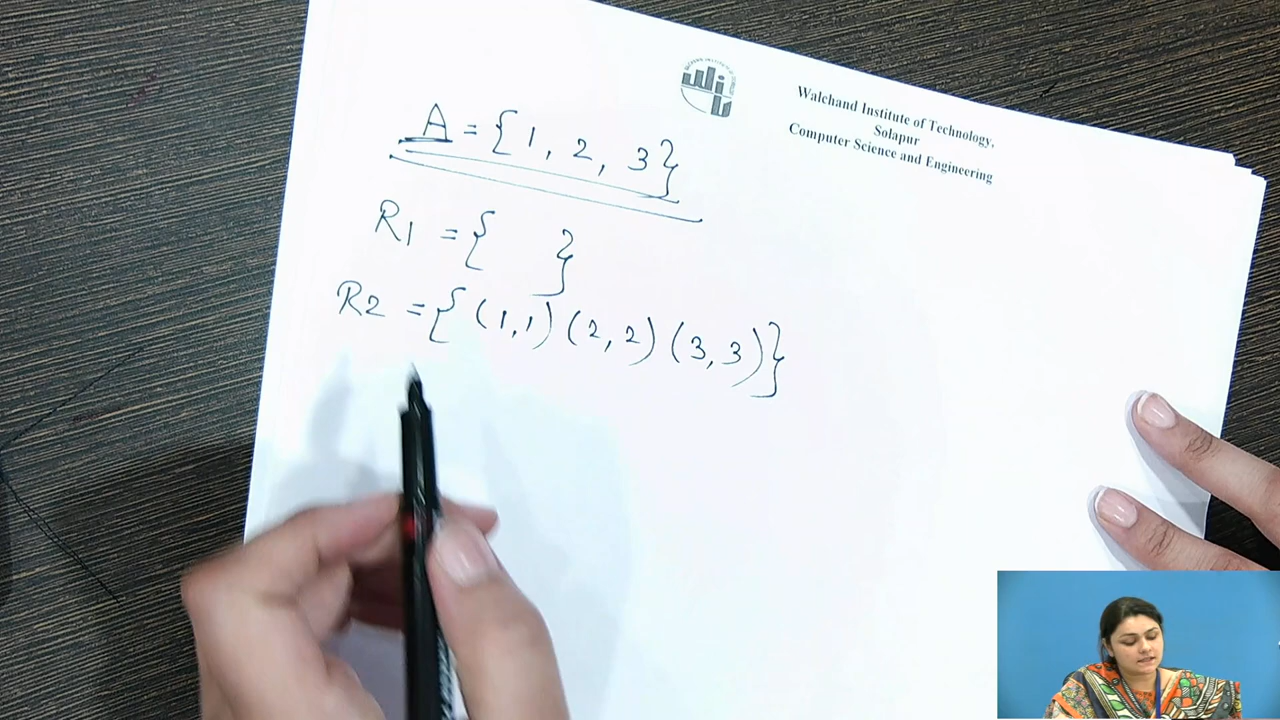 Walchand Institute of Technology,
Solapur
Computer Science and Engineering
A = { 1, 2, 3 }
R1 = { }
R2 = { (1,1) (2,2) (3,3) }